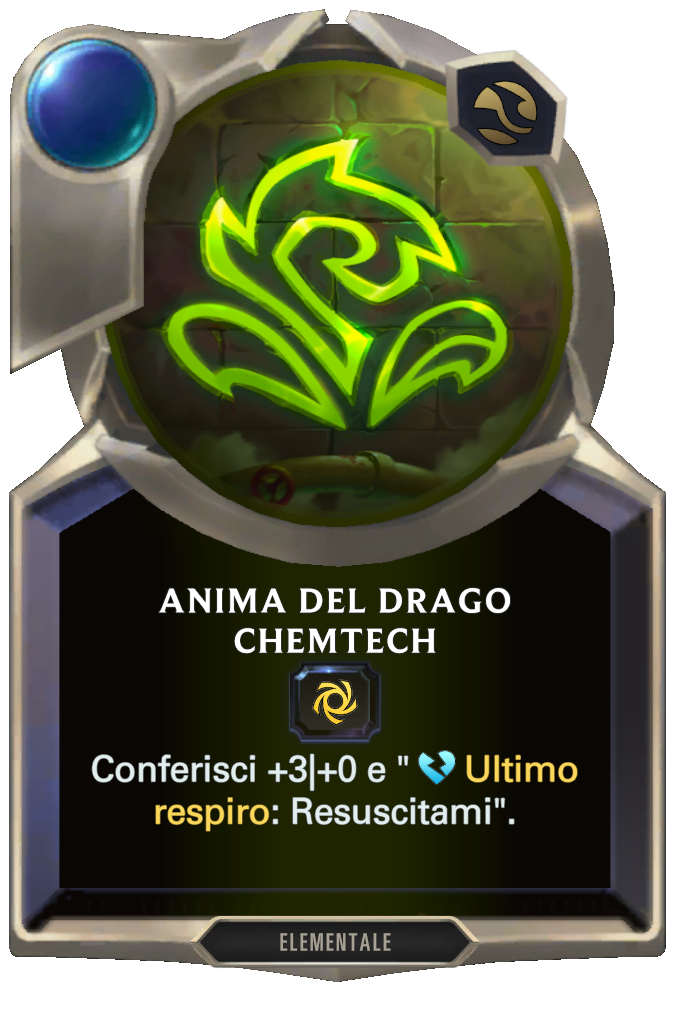 ANIMA DEL DRAGO
CHEMTECH
Conferisci +3|+0 e " Ultimo
respiro: Resuscitami".
ELEMENTALE